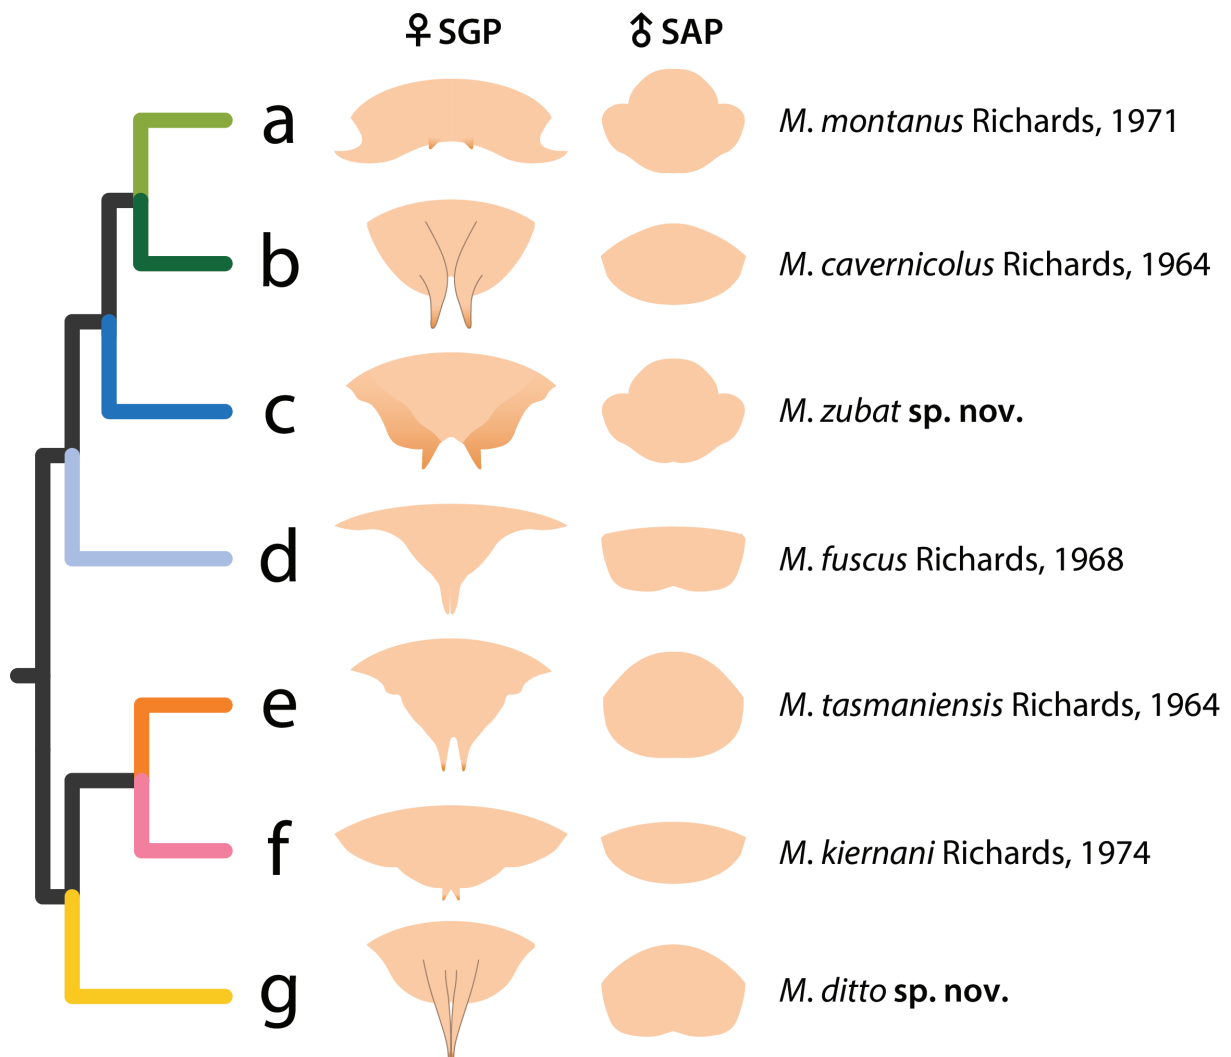 ♀ SGP ♂ SAP
a M. montanus Richards, 1971
b M. cavernicolus Richards, 1964
c M. zubat sp. nov.
d M. fuscus Richards, 1968
e M. tasmaniensis Richards, 1964
f M. kiernani Richards, 1974
g M. ditto sp. nov.